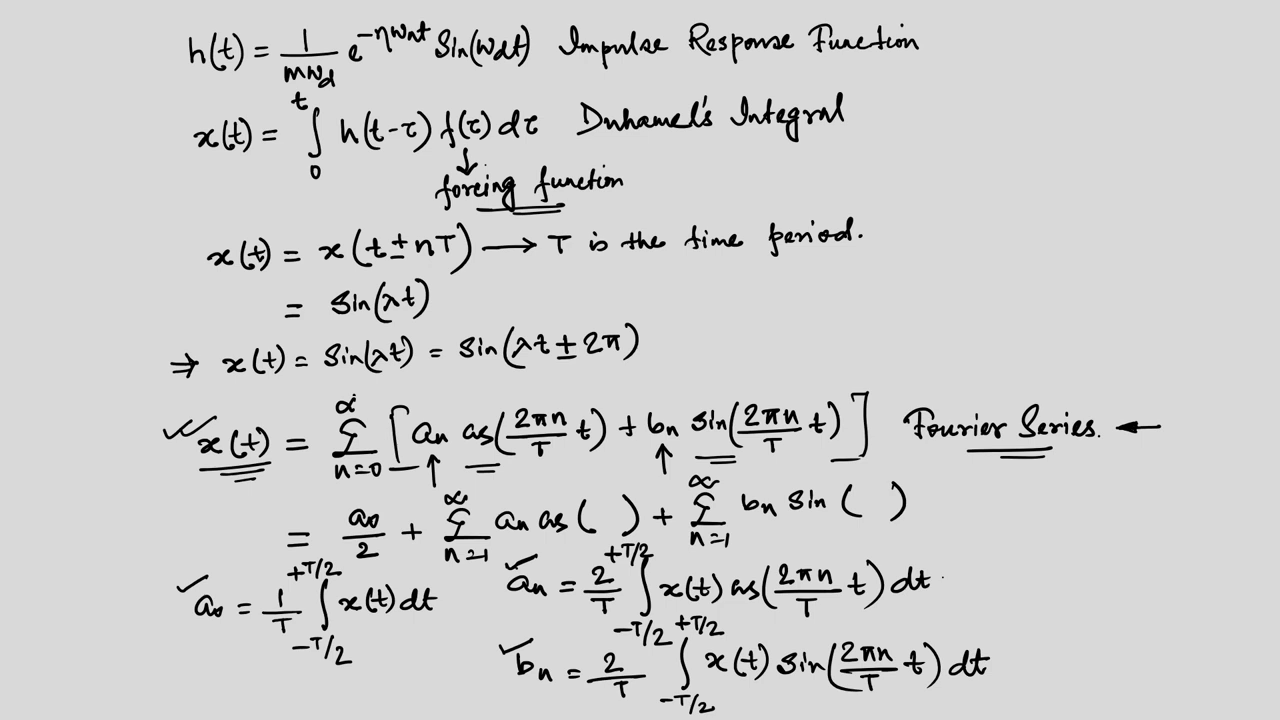 h(t) = 1/(mω_d) e^(-ηω_n t) Sin(ω_d t) Impulse Response Function
x(t) = ∫_0^t h(t-τ) f(τ) dτ Duhamel's Integral
↓
forcing function
x(t) = x(t ± nT) → T is the time period.
= Sin(λt)
⇒ x(t) = Sin(λt) = Sin(λt ± 2π)
✓ x(t) = Σ_{n=0}^∞ [a_n cos(2πn/T t) + b_n sin(2πn/T t)] Fourier Series. ←
= a_0/2 + Σ_{n=1}^∞ a_n cos( ) + Σ_{n=1}^∞ b_n sin( )
✓ a_0 = 1/T ∫_{-T/2}^{+T/2} x(t) dt
✓ a_n = 2/T ∫_{-T/2}^{+T/2} x(t) cos(2πn/T t) dt
✓ b_n = 2/T ∫_{-T/2}^{+T/2} x(t) sin(2πn/T t) dt